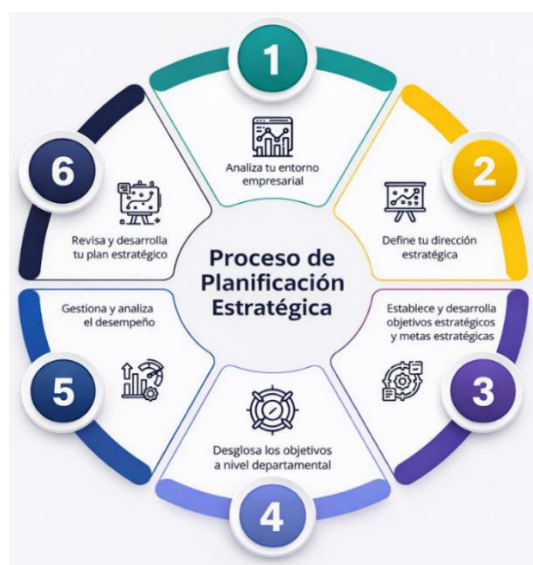 1
Analiza tu entorno
empresarial
2
Define tu dirección
estratégica
3
Establece y desarrolla
objetivos estratégicos
y metas estratégicas
4
Desglosa los objetivos
a nivel departamental
5
Gestiona y analiza
el desempeño
6
Revisa y desarrolla
tu plan estratégico
Proceso de
Planificación
Estratégica